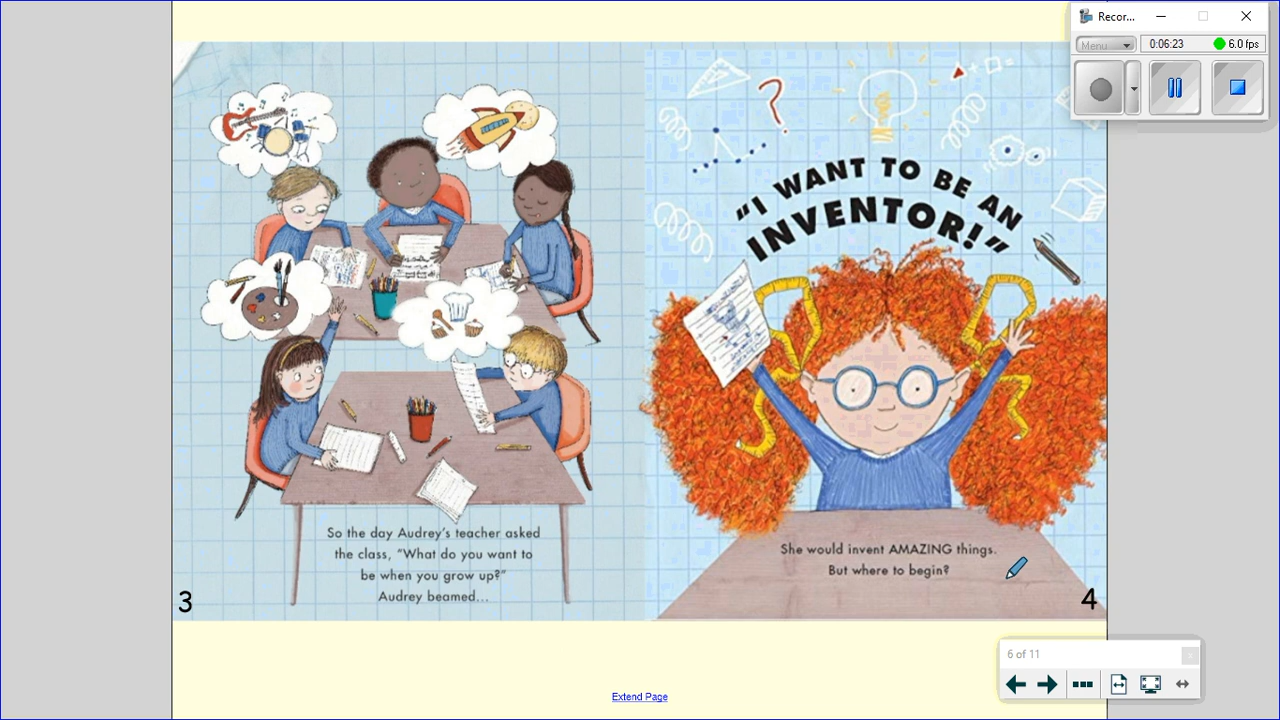 Recor...
Menu
0:06:23
6.0 fps
"I WANT TO BE AN
INVENTOR!"
So the day Audrey's teacher asked
the class, "What do you want to
be when you grow up?"
Audrey beamed...
She would invent AMAZING things.
But where to begin?
3
4
6 of 11
Extend Page